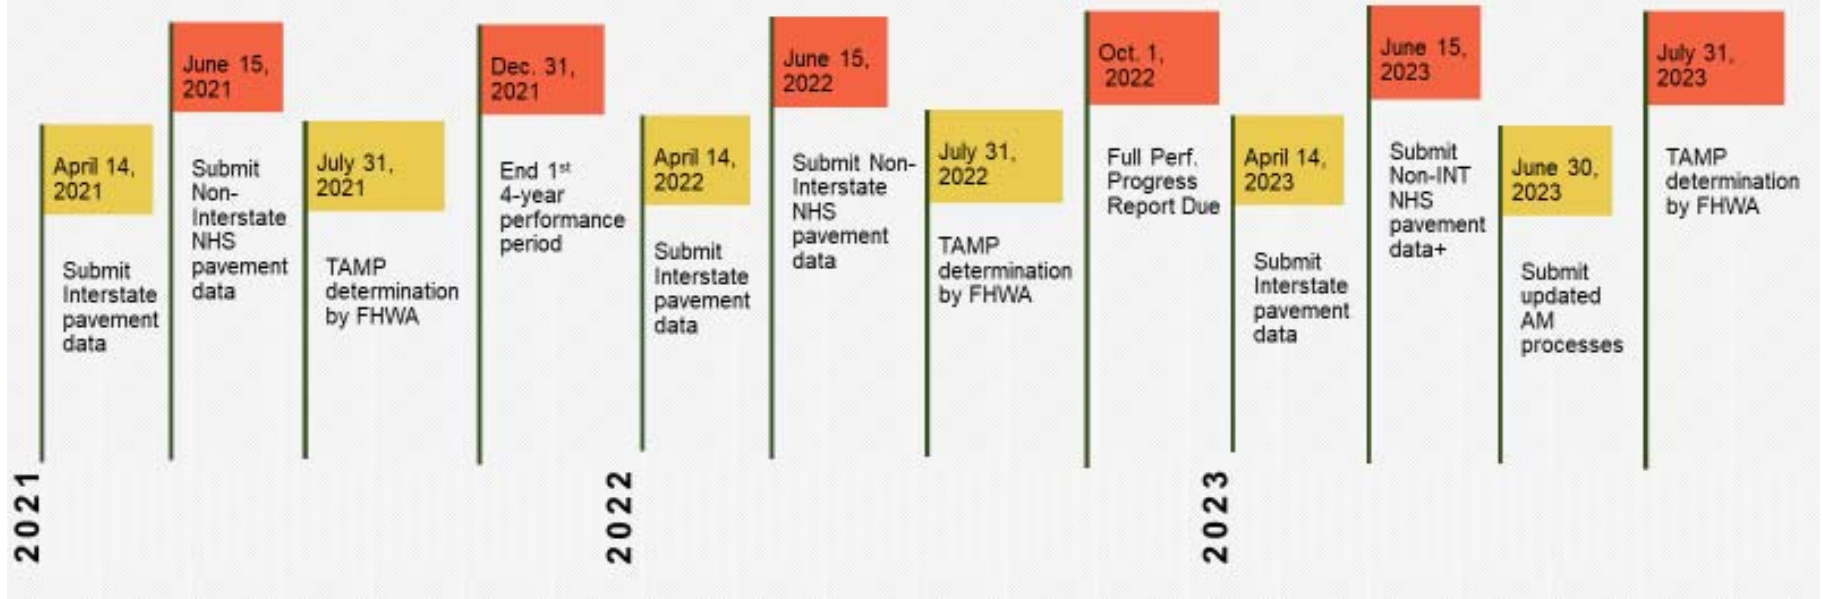 June 15,
2021
Dec. 31,
2021
June 15,
2022
Oct. 1,
2022
June 15,
2023
July 31,
2023
April 14,
2021
Submit
Non-
Interstate
NHS
pavement
data
July 31,
2021
End 1st
4-year
performance
period
April 14,
2022
Submit Non-
Interstate
NHS
pavement
data
July 31,
2022
Full Perf.
Progress
Report Due
April 14,
2023
Submit
Non-INT
NHS
pavement
data+
June 30,
2023
TAMP
determination
by FHWA
Submit
Interstate
pavement
data
TAMP
determination
by FHWA
Submit
Interstate
pavement
data
TAMP
determination
by FHWA
Submit
Interstate
pavement
data
Submit
updated
AM
processes
2021
2022
2023